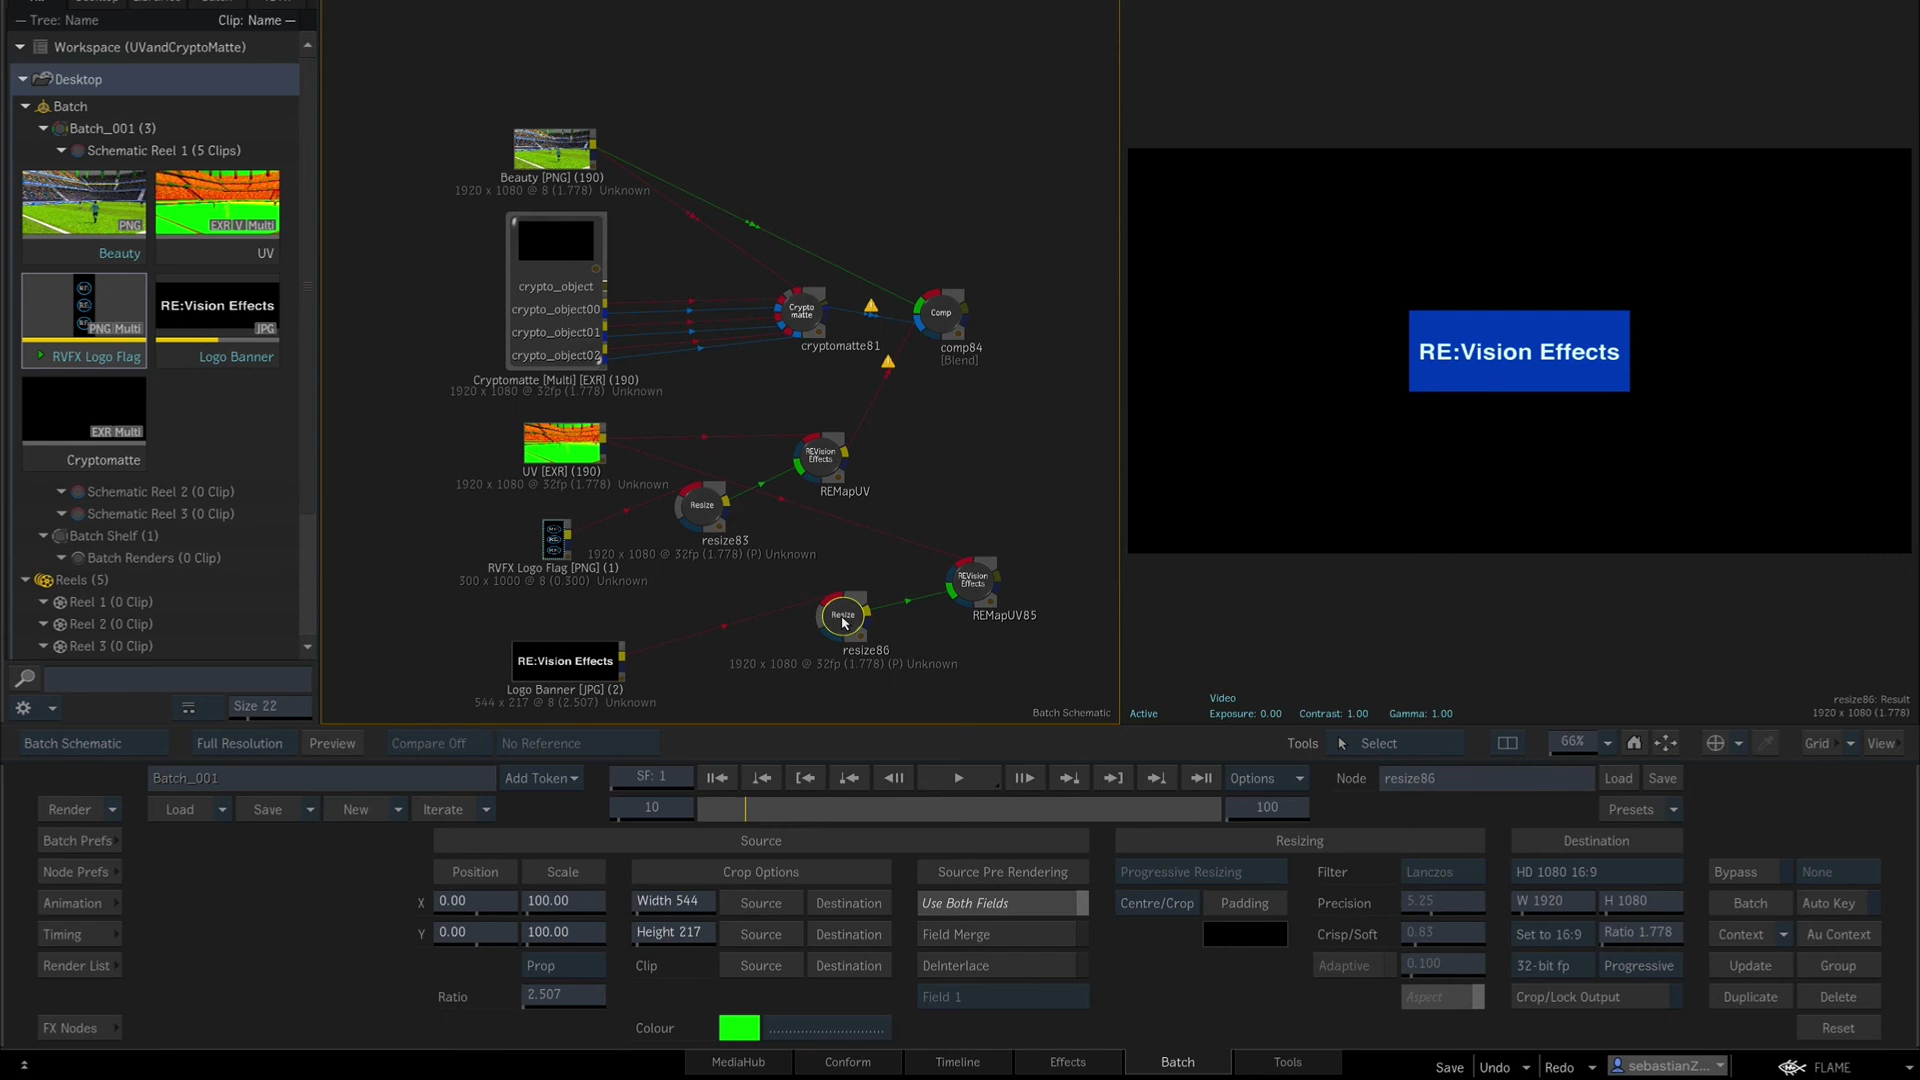 Tree: Name
Clip: Name
Workspace (UVandCryptoMatte)
Desktop
Batch
Batch_001 (3)
Schematic Reel 1 (5 Clips)
PNG
EXR V Multi
Beauty
UV
PNG Multi
RE:Vision Effects
JPG
RVFX Logo Flag
Logo Banner
EXR Multi
Cryptomatte
Schematic Reel 2 (0 Clip)
Schematic Reel 3 (0 Clip)
Batch Shelf (1)
Batch Renders (0 Clip)
Reels (5)
Reel 1 (0 Clip)
Reel 2 (0 Clip)
Reel 3 (0 Clip)
Size 22
Beauty [PNG] (190)
1920 x 1080 @ 8 (1.778) Unknown
crypto_object
crypto_object00
crypto_object01
crypto_object02
Cryptomatte [Multi] [EXR] (190)
1920 x 1080 @ 32fp (1.778) Unknown
Crypto
matte
cryptomatte81
Comp
comp84
[Blend]
UV [EXR] (190)
1920 x 1080 @ 32fp (1.778) Unknown
REVision
Effects
REMapUV
Resize
resize83
1920 x 1080 @ 32fp (1.778) (P) Unknown
RVFX Logo Flag [PNG] (1)
300 x 1000 @ 8 (0.300) Unknown
REVision
Effects
REMapUV85
Resize
resize86
1920 x 1080 @ 32fp (1.778) (P) Unknown
RE:Vision Effects
Logo Banner [JPG] (2)
544 x 217 @ 8 (2.507) Unknown
Batch Schematic
RE:Vision Effects
Video
Active
Exposure: 0.00
Contrast: 1.00
Gamma: 1.00
resize86: Result
1920 x 1080 (1.778)
Batch Schematic
Full Resolution
Preview
Compare Off
No Reference
Tools
Select
66%
Grid
View
Batch_001
Add Token
SF: 1
Options
Node
resize86
Load
Save
Render
Load
Save
New
Iterate
10
100
Presets
Batch Prefs
Source
Resizing
Destination
Node Prefs
Position
Scale
Crop Options
Source Pre Rendering
Progressive Resizing
Filter
Lanczos
HD 1080 16:9
Bypass
None
Animation
X
0.00
100.00
Width 544
Source
Destination
Use Both Fields
Centre/Crop
Padding
Precision
5.25
W 1920
H 1080
Batch
Auto Key
Timing
Y
0.00
100.00
Height 217
Source
Destination
Field Merge
Crisp/Soft
0.83
Set to 16:9
Ratio 1.778
Context
Au Context
Render List
Prop
Clip
Source
Destination
DeInterlace
Adaptive
0.100
32-bit fp
Progressive
Update
Group
Ratio
2.507
Field 1
Aspect
Crop/Lock Output
Duplicate
Delete
FX Nodes
Colour
Reset
MediaHub
Conform
Timeline
Effects
Batch
Tools
Save
Undo
Redo
sebastianZ...
FLAME